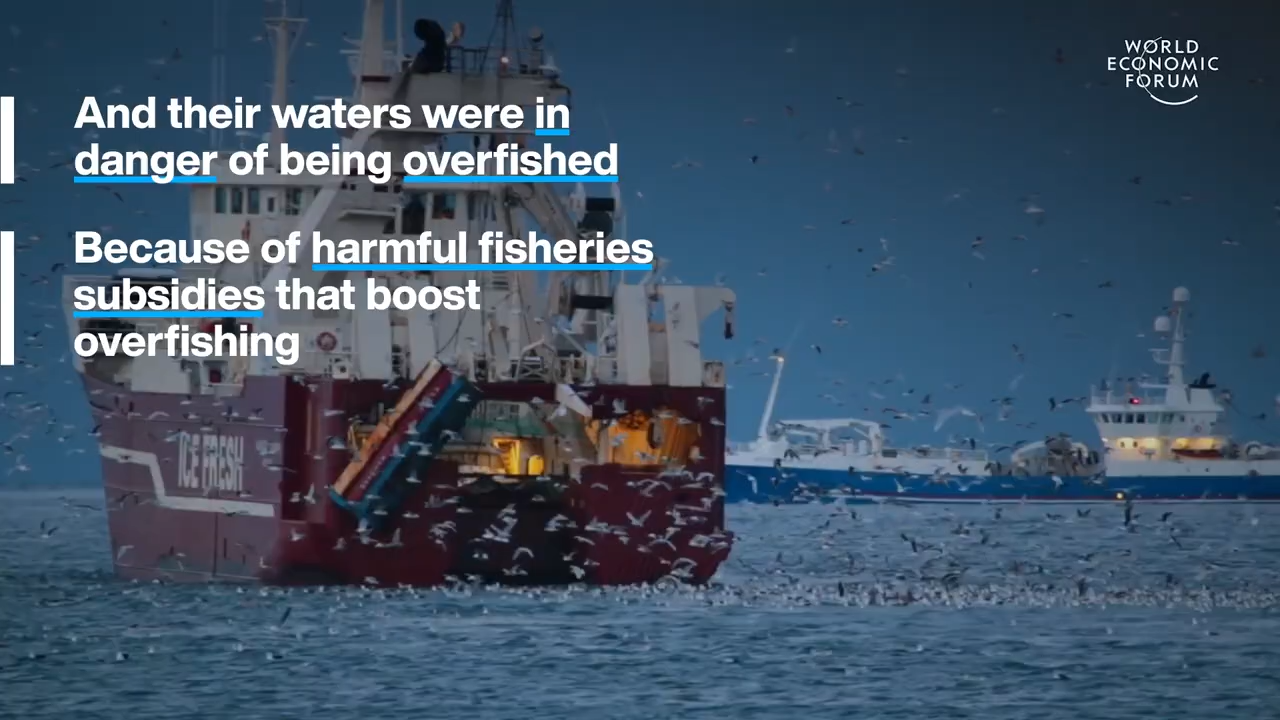 WORLD
ECONOMIC
FORUM
And their waters were in
danger of being overfished
Because of harmful fisheries
subsidies that boost
overfishing
ICE FRESH